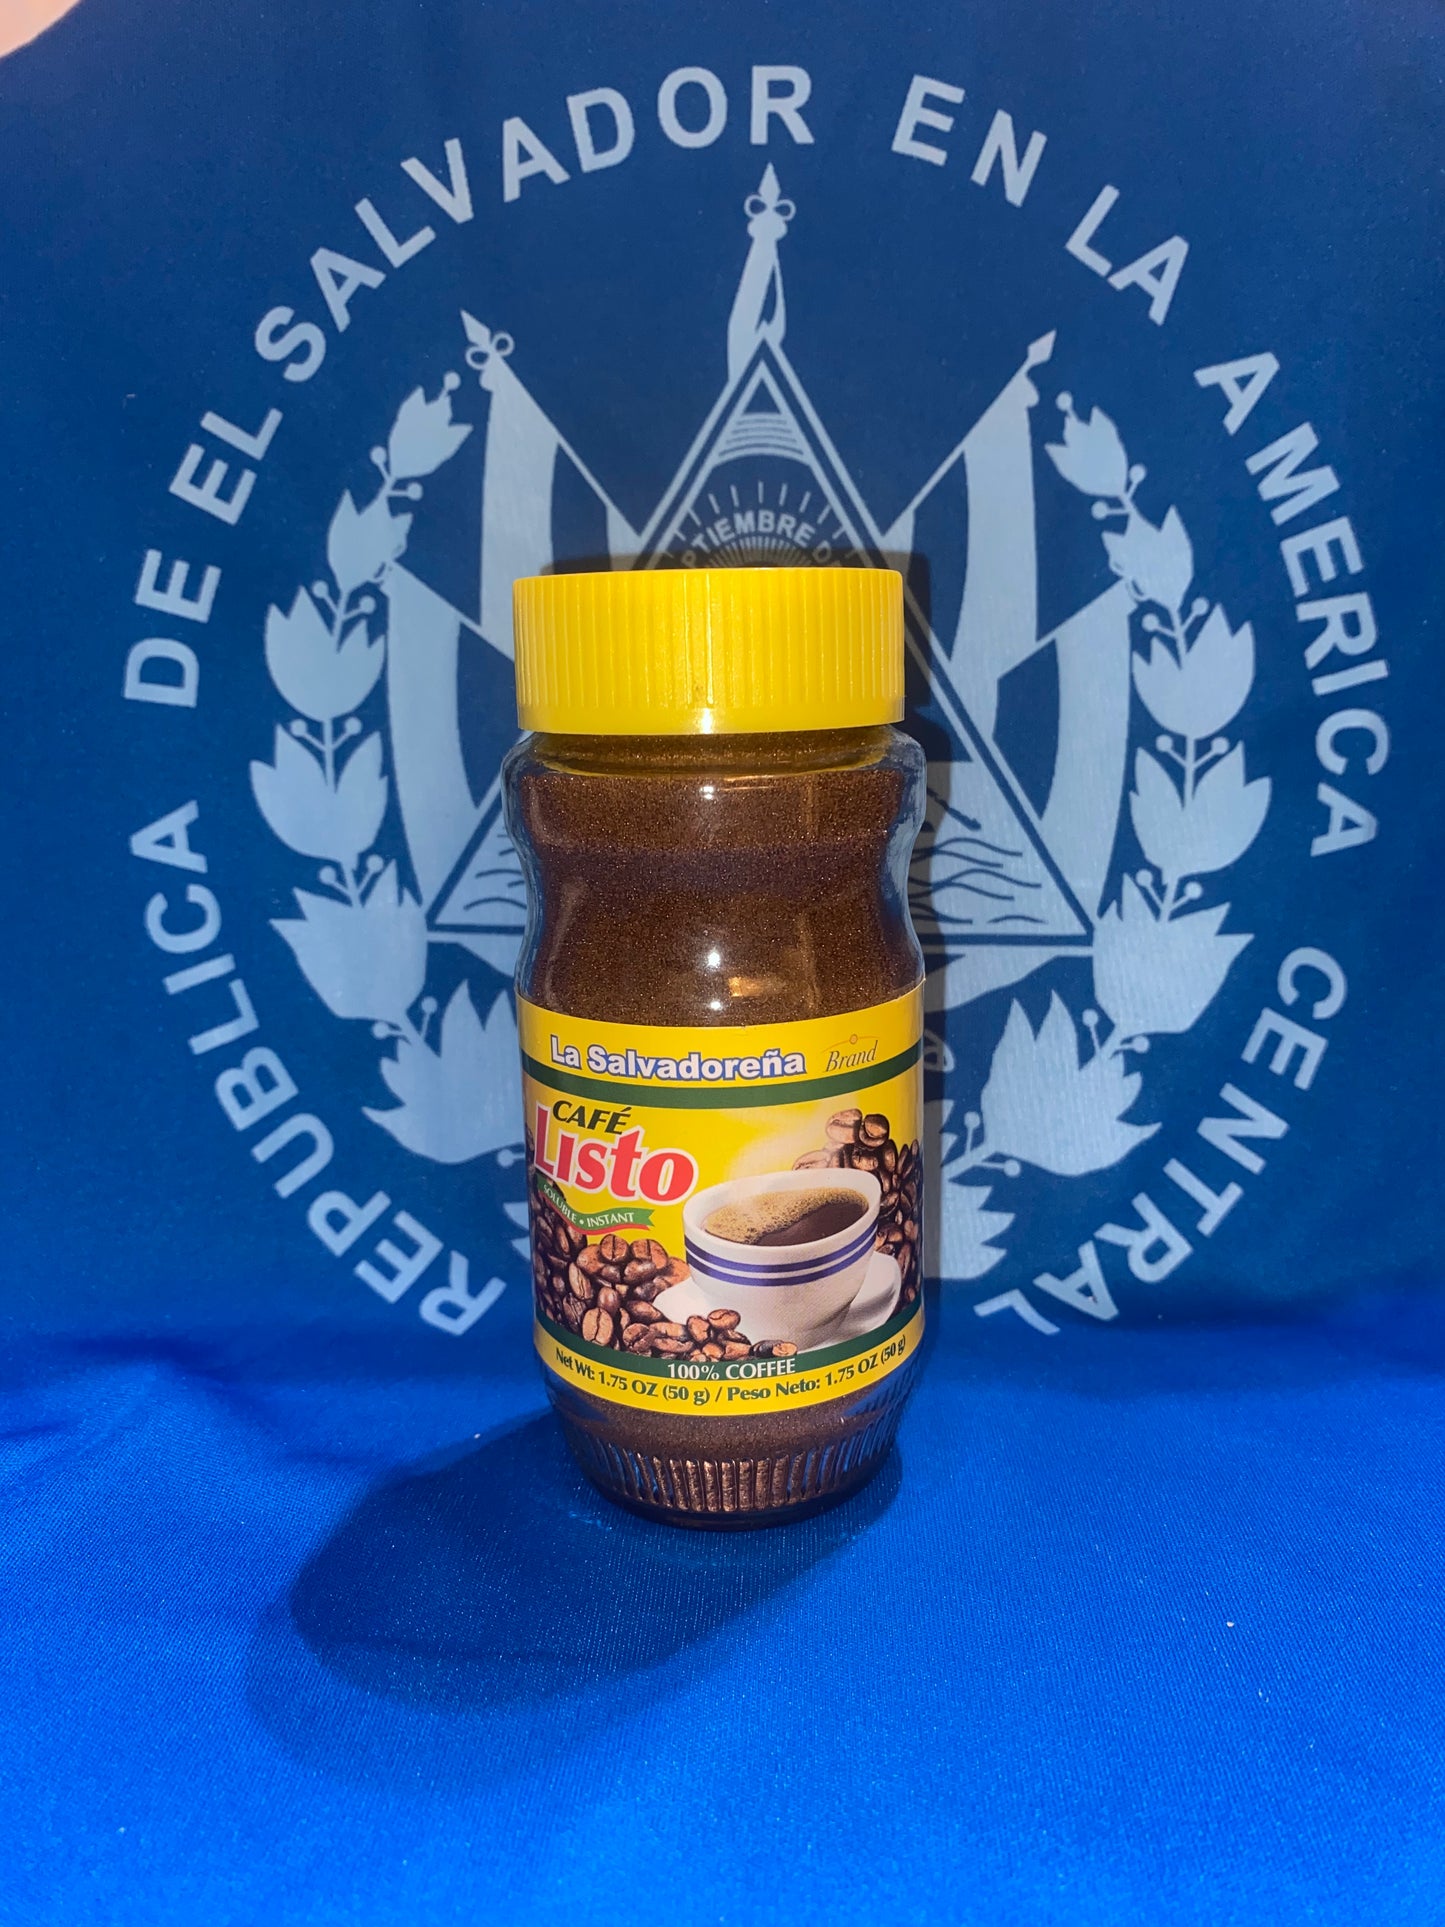 REPUBLICA DE EL SALVADOR EN LA AMERICA CENTRAL
PTIEMBRE D
La Salvadoreña Brand
CAFÉ
Listo
SOLUBLE • INSTANT
100% COFFEE
Net Wt: 1.75 OZ (50 g) / Peso Neto: 1.75 OZ (50 g)